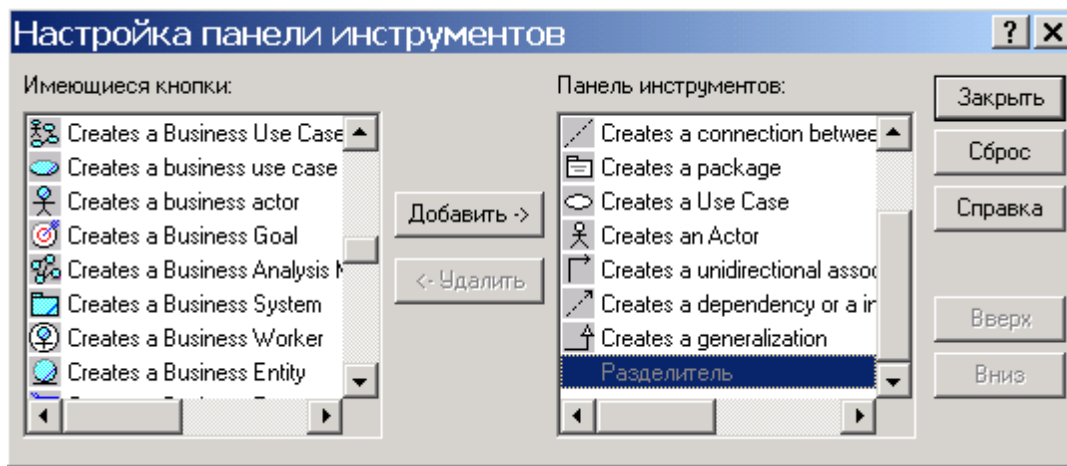 Настройка панели инструментов
Имеющиеся кнопки:
Creates a Business Use Case
Creates a business use case
Creates a business actor
Creates a Business Goal
Creates a Business Analysis
Creates a Business System
Creates a Business Worker
Creates a Business Entity
Добавить ->
<- Удалить
Панель инструментов:
Creates a connection betwee
Creates a package
Creates a Use Case
Creates an Actor
Creates a unidirectional assoc
Creates a dependency or a in
Creates a generalization
Разделитель
Закрыть
Сброс
Справка
Вверх
Вниз